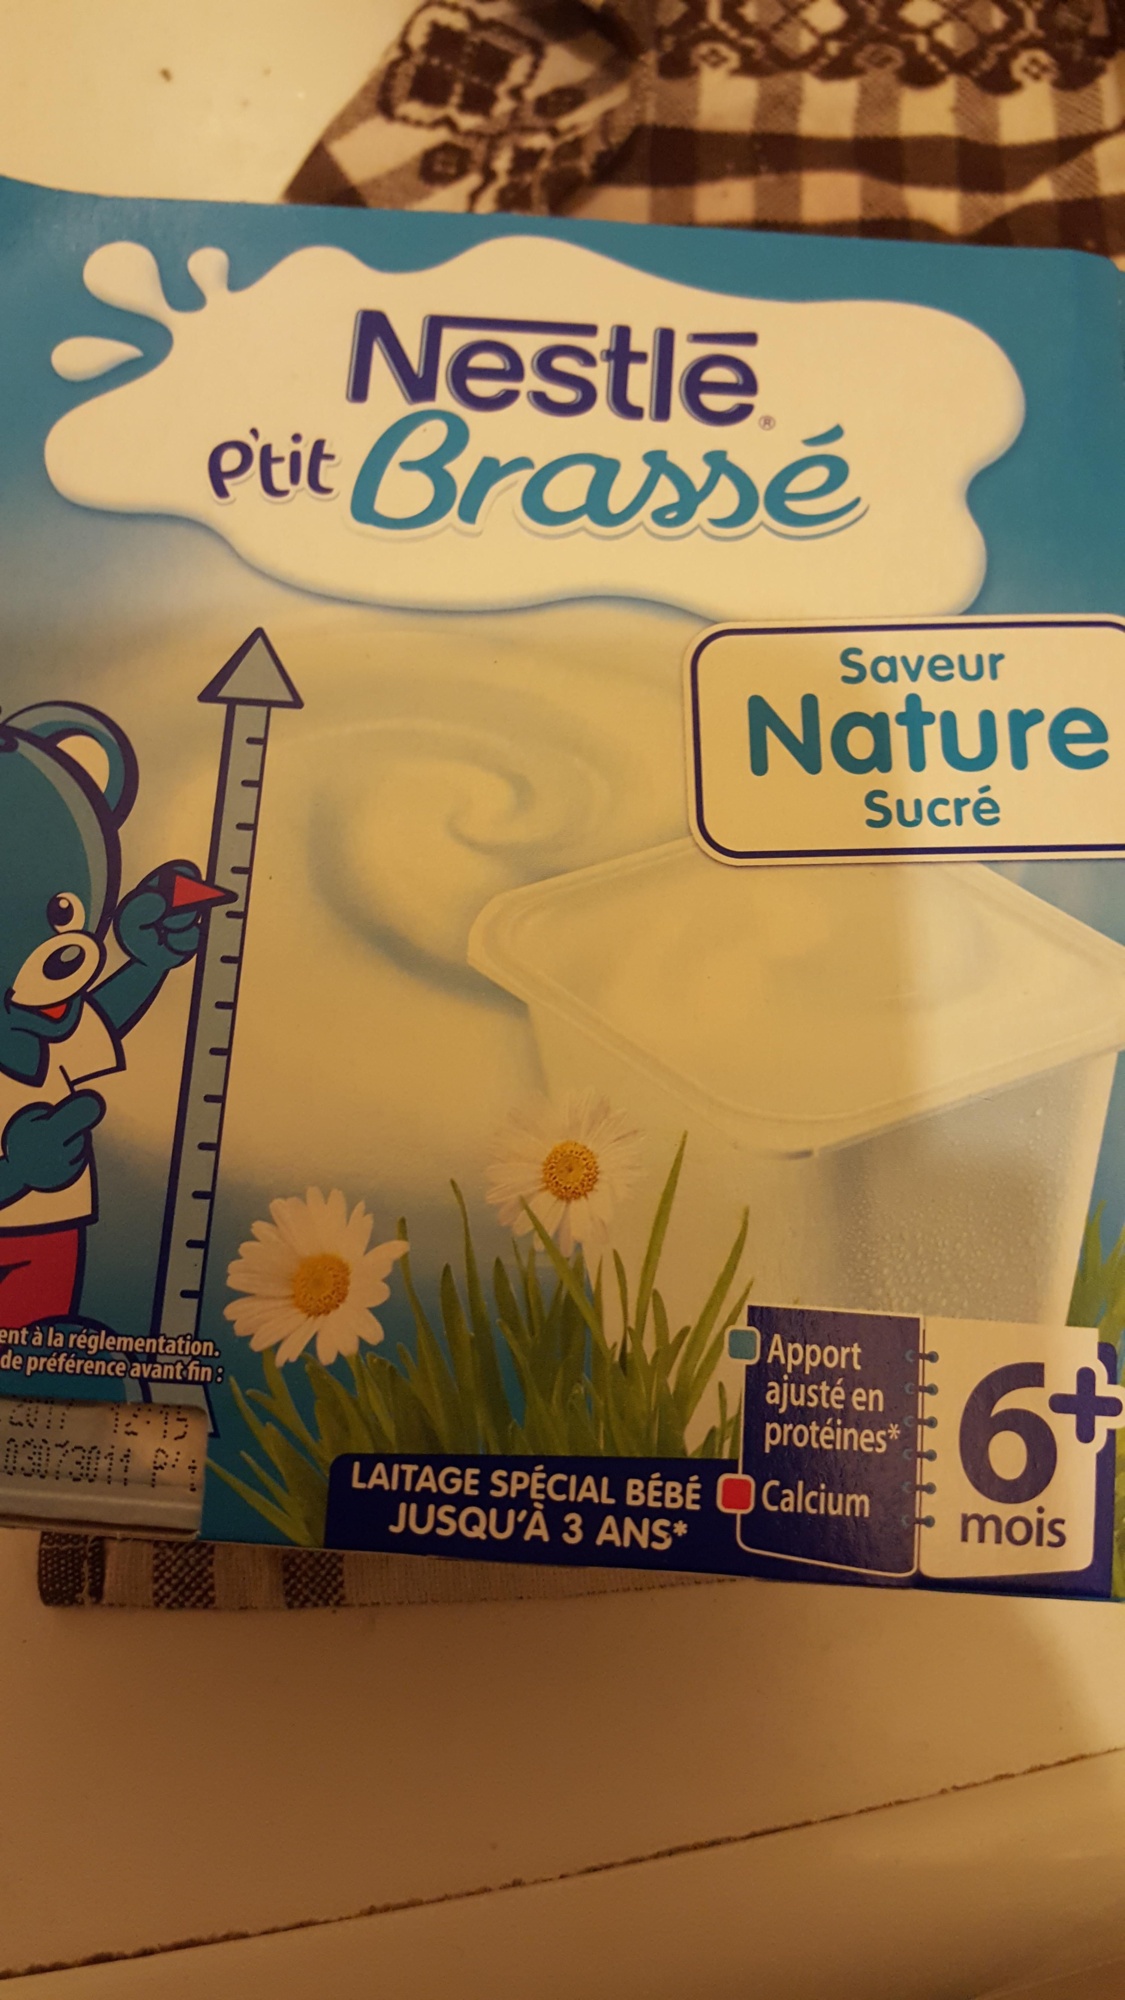 Nestlé®
P'tit Brassé
Saveur
Nature
Sucré
à la réglementation.
de préférence avant fin :
2017 12:15
Apport
ajusté en
protéines*
Calcium
6+
mois
LAITAGE SPÉCIAL BÉBÉ
JUSQU'À 3 ANS*